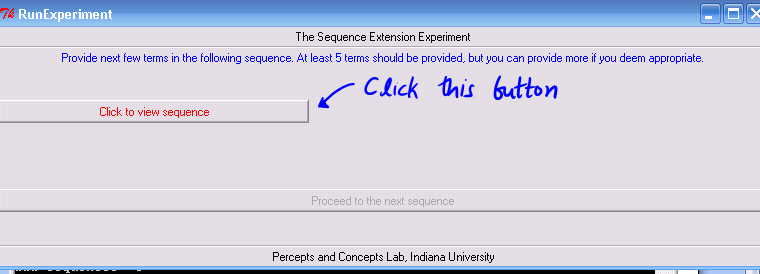 RunExperiment
The Sequence Extension Experiment
Provide next few terms in the following sequence. At least 5 terms should be provided, but you can provide more if you deem appropriate.
Click this button
Click to view sequence
Proceed to the next sequence
Percepts and Concepts Lab, Indiana University